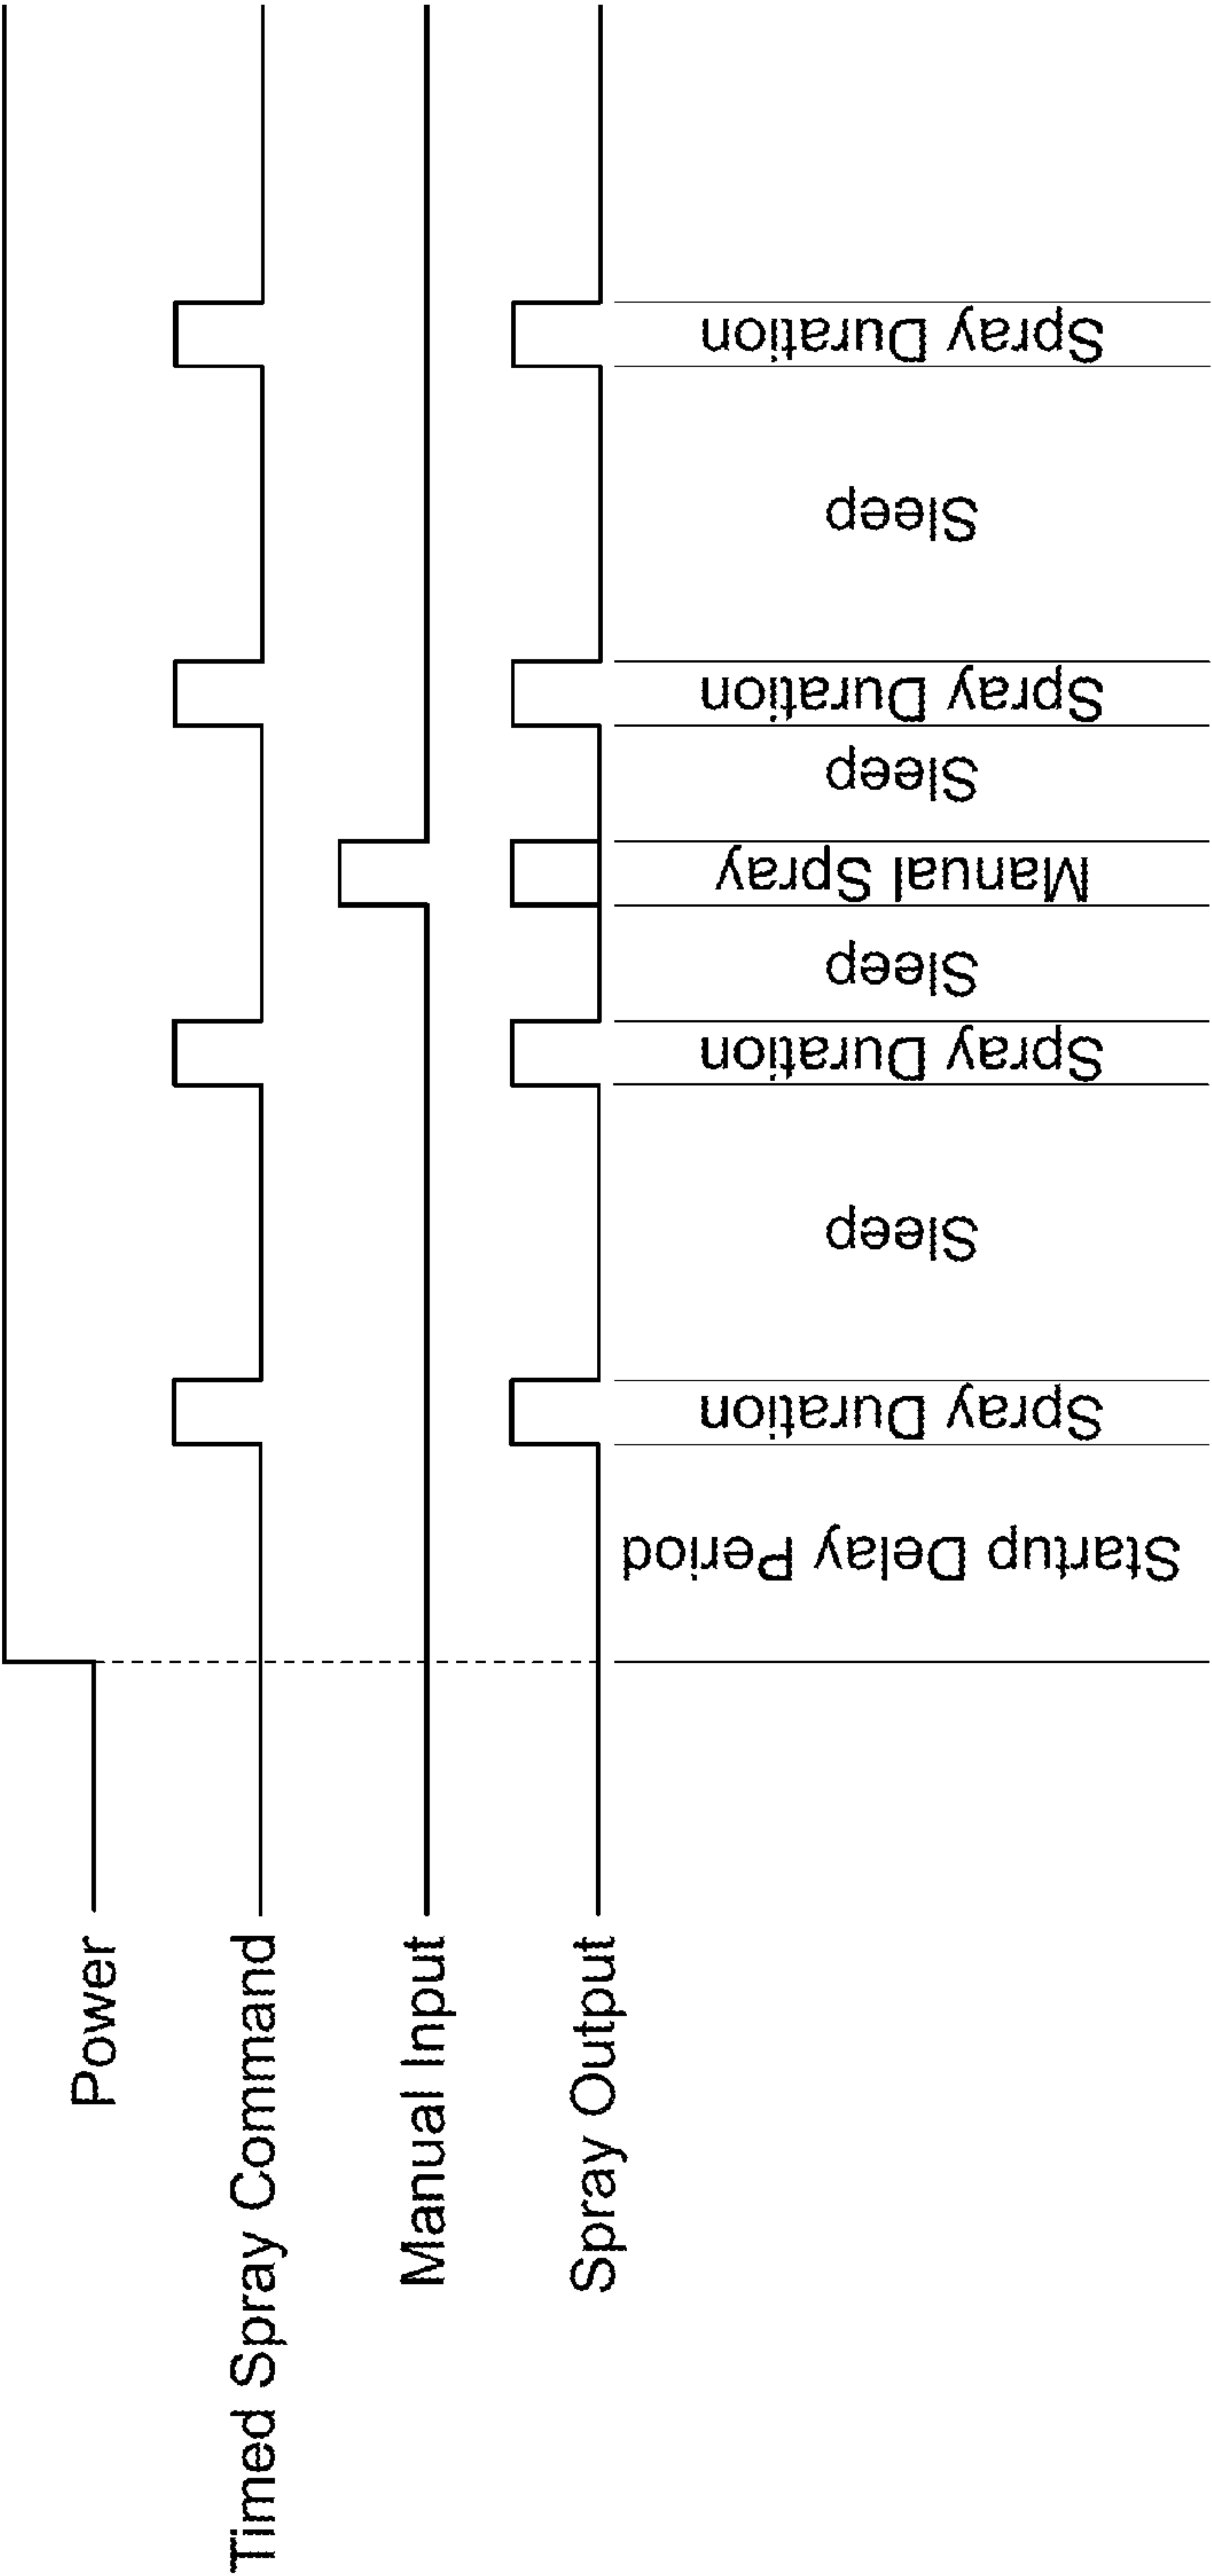 Power
Timed Spray Command
Manual Input
Spray Output
Startup Delay Period
Spray Duration
Sleep
Spray Duration
Sleep
Manual Spray
Sleep
Spray Duration
Sleep
Spray Duration